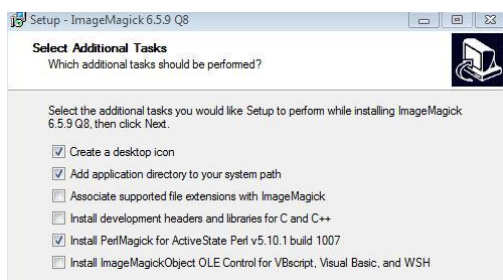 Setup - ImageMagick 6.5.9 Q8
Select Additional Tasks
Which additional tasks should be performed?
Select the additional tasks you would like Setup to perform while installing ImageMagick
6.5.9 Q8, then click Next.
Create a desktop icon
Add application directory to your system path
Associate supported file extensions with ImageMagick
Install development headers and libraries for C and C++
Install PerlMagick for ActiveState Perl v5.10.1 build 1007
Install ImageMagickObject OLE Control for VBscript, Visual Basic, and WSH